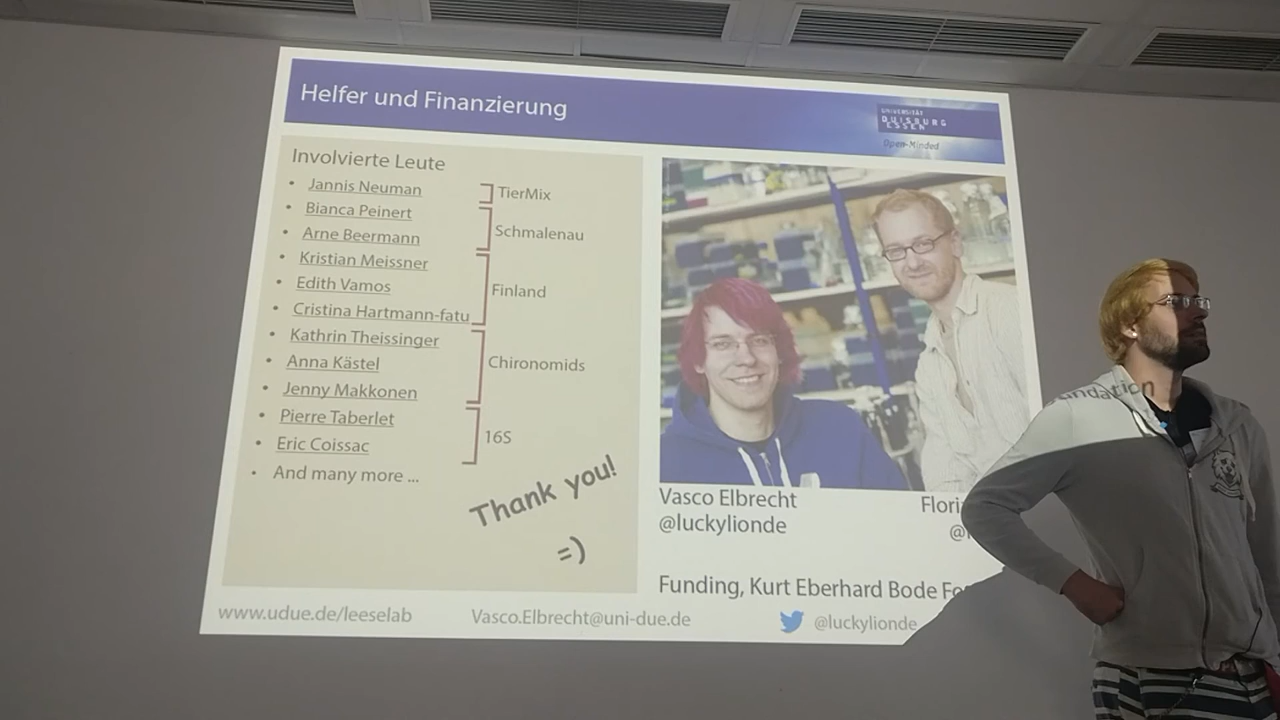 Helfer und Finanzierung
UNIVERSITÄT
DUISBURG
ESSEN
Open-Minded
Involvierte Leute
• Jannis Neuman
• Bianca Peinert
• Arne Beermann
• Kristian Meissner
• Edith Vamos
• Cristina Hartmann-fatu
• Kathrin Theissinger
• Anna Kästel
• Jenny Makkonen
• Pierre Taberlet
• Eric Coissac
• And many more ...
TierMix
Schmalenau
Finland
Chironomids
16S
Thank you!
=)
Vasco Elbrecht
@luckylionde
Funding, Kurt Eberhard Bode
www.udue.de/leeselab
Vasco.Elbrecht@uni-due.de
@luckylionde